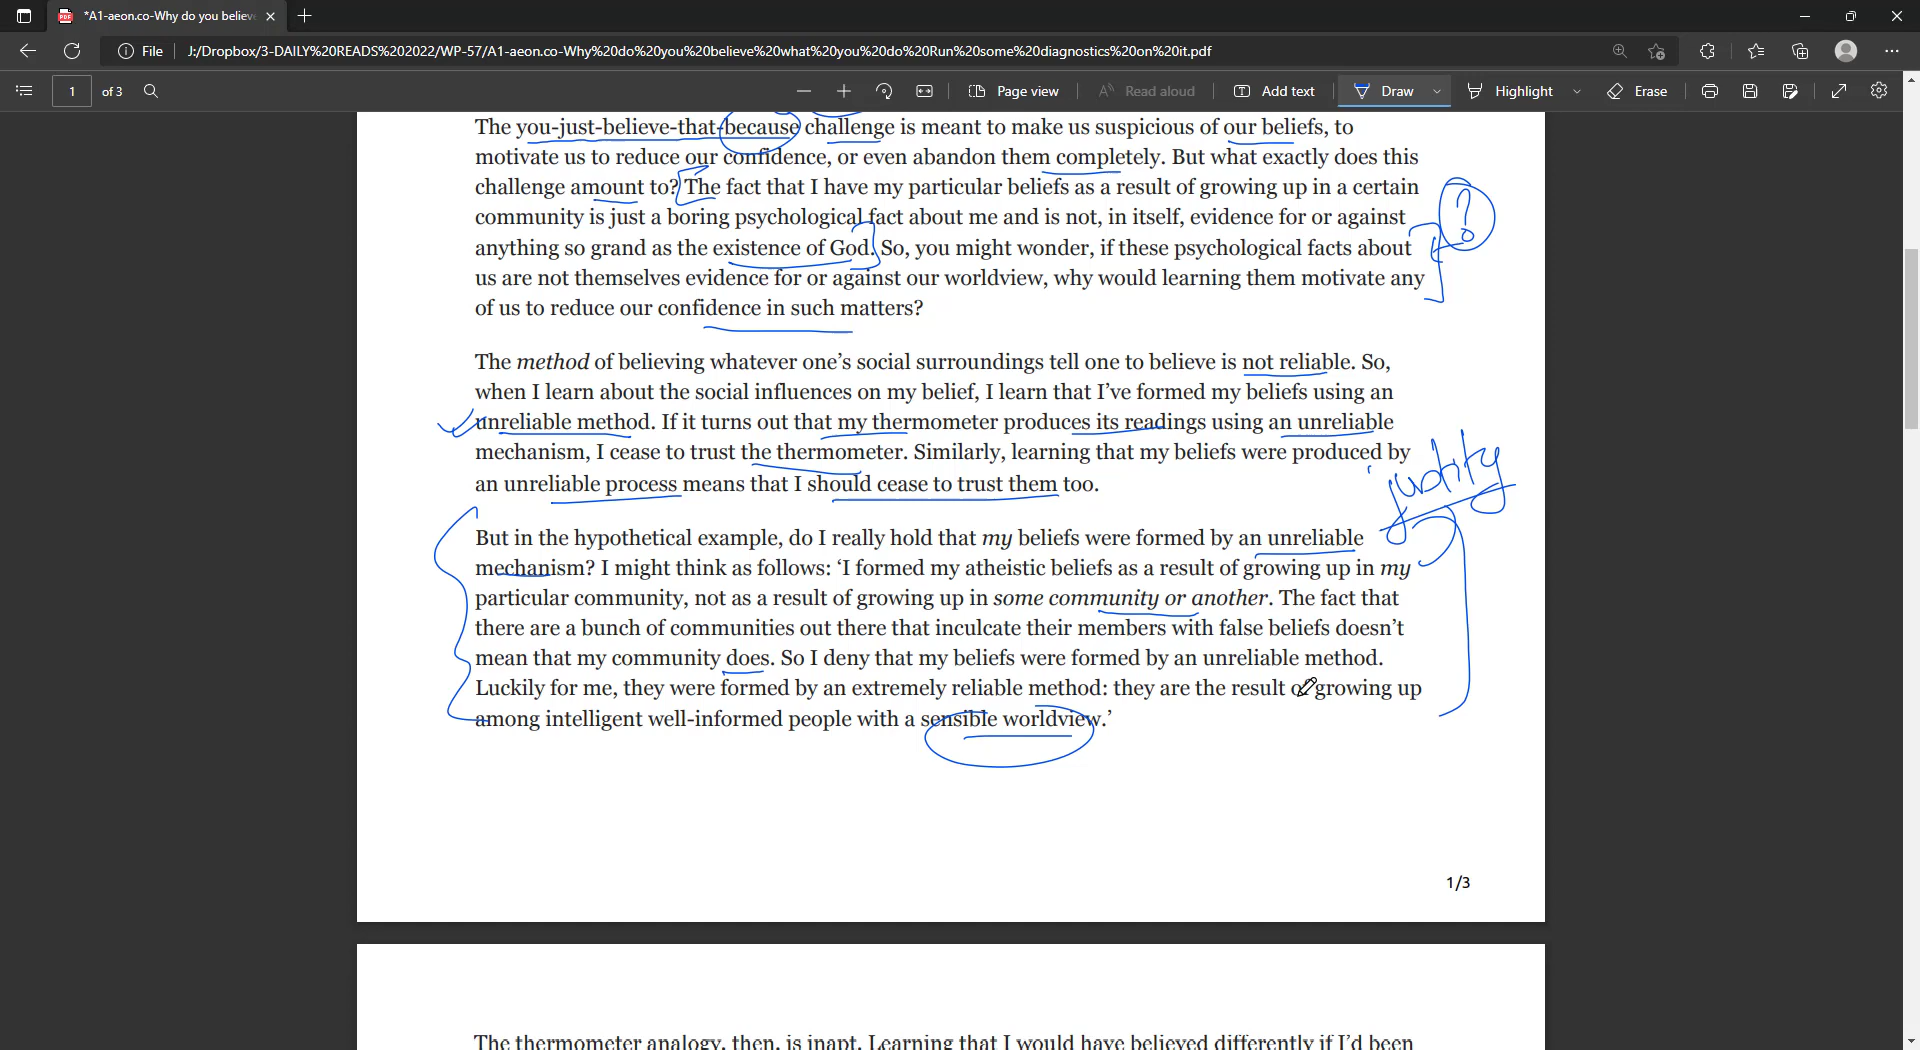 *A1-aeon.co-Why do you believe
File
J:/Dropbox/3-DAILY%20READS%202022/WP-57/A1-aeon.co-Why%20do%20you%20believe%20what%20you%20do%20Run%20some%20diagnostics%20on%20it.pdf
1 of 3
Page view
Read aloud
Add text
Draw
Highlight
Erase
The you-just-believe-that-because challenge is meant to make us suspicious of our beliefs, to
motivate us to reduce our confidence, or even abandon them completely. But what exactly does this
challenge amount to? The fact that I have my particular beliefs as a result of growing up in a certain
community is just a boring psychological fact about me and is not, in itself, evidence for or against
anything so grand as the existence of God. So, you might wonder, if these psychological facts about
us are not themselves evidence for or against our worldview, why would learning them motivate any
of us to reduce our confidence in such matters?
?
The method of believing whatever one’s social surroundings tell one to believe is not reliable. So,
when I learn about the social influences on my belief, I learn that I’ve formed my beliefs using an
unreliable method. If it turns out that my thermometer produces its readings using an unreliable
mechanism, I cease to trust the thermometer. Similarly, learning that my beliefs were produced by
an unreliable process means that I should cease to trust them too.
justify
But in the hypothetical example, do I really hold that my beliefs were formed by an unreliable
mechanism? I might think as follows: ‘I formed my atheistic beliefs as a result of growing up in my
particular community, not as a result of growing up in some community or another. The fact that
there are a bunch of communities out there that inculcate their members with false beliefs doesn’t
mean that my community does. So I deny that my beliefs were formed by an unreliable method.
Luckily for me, they were formed by an extremely reliable method: they are the result of growing up
among intelligent well-informed people with a sensible worldview.’
1/3
The thermometer analogy, then, is inapt. Learning that I would have believed differently if I’d been